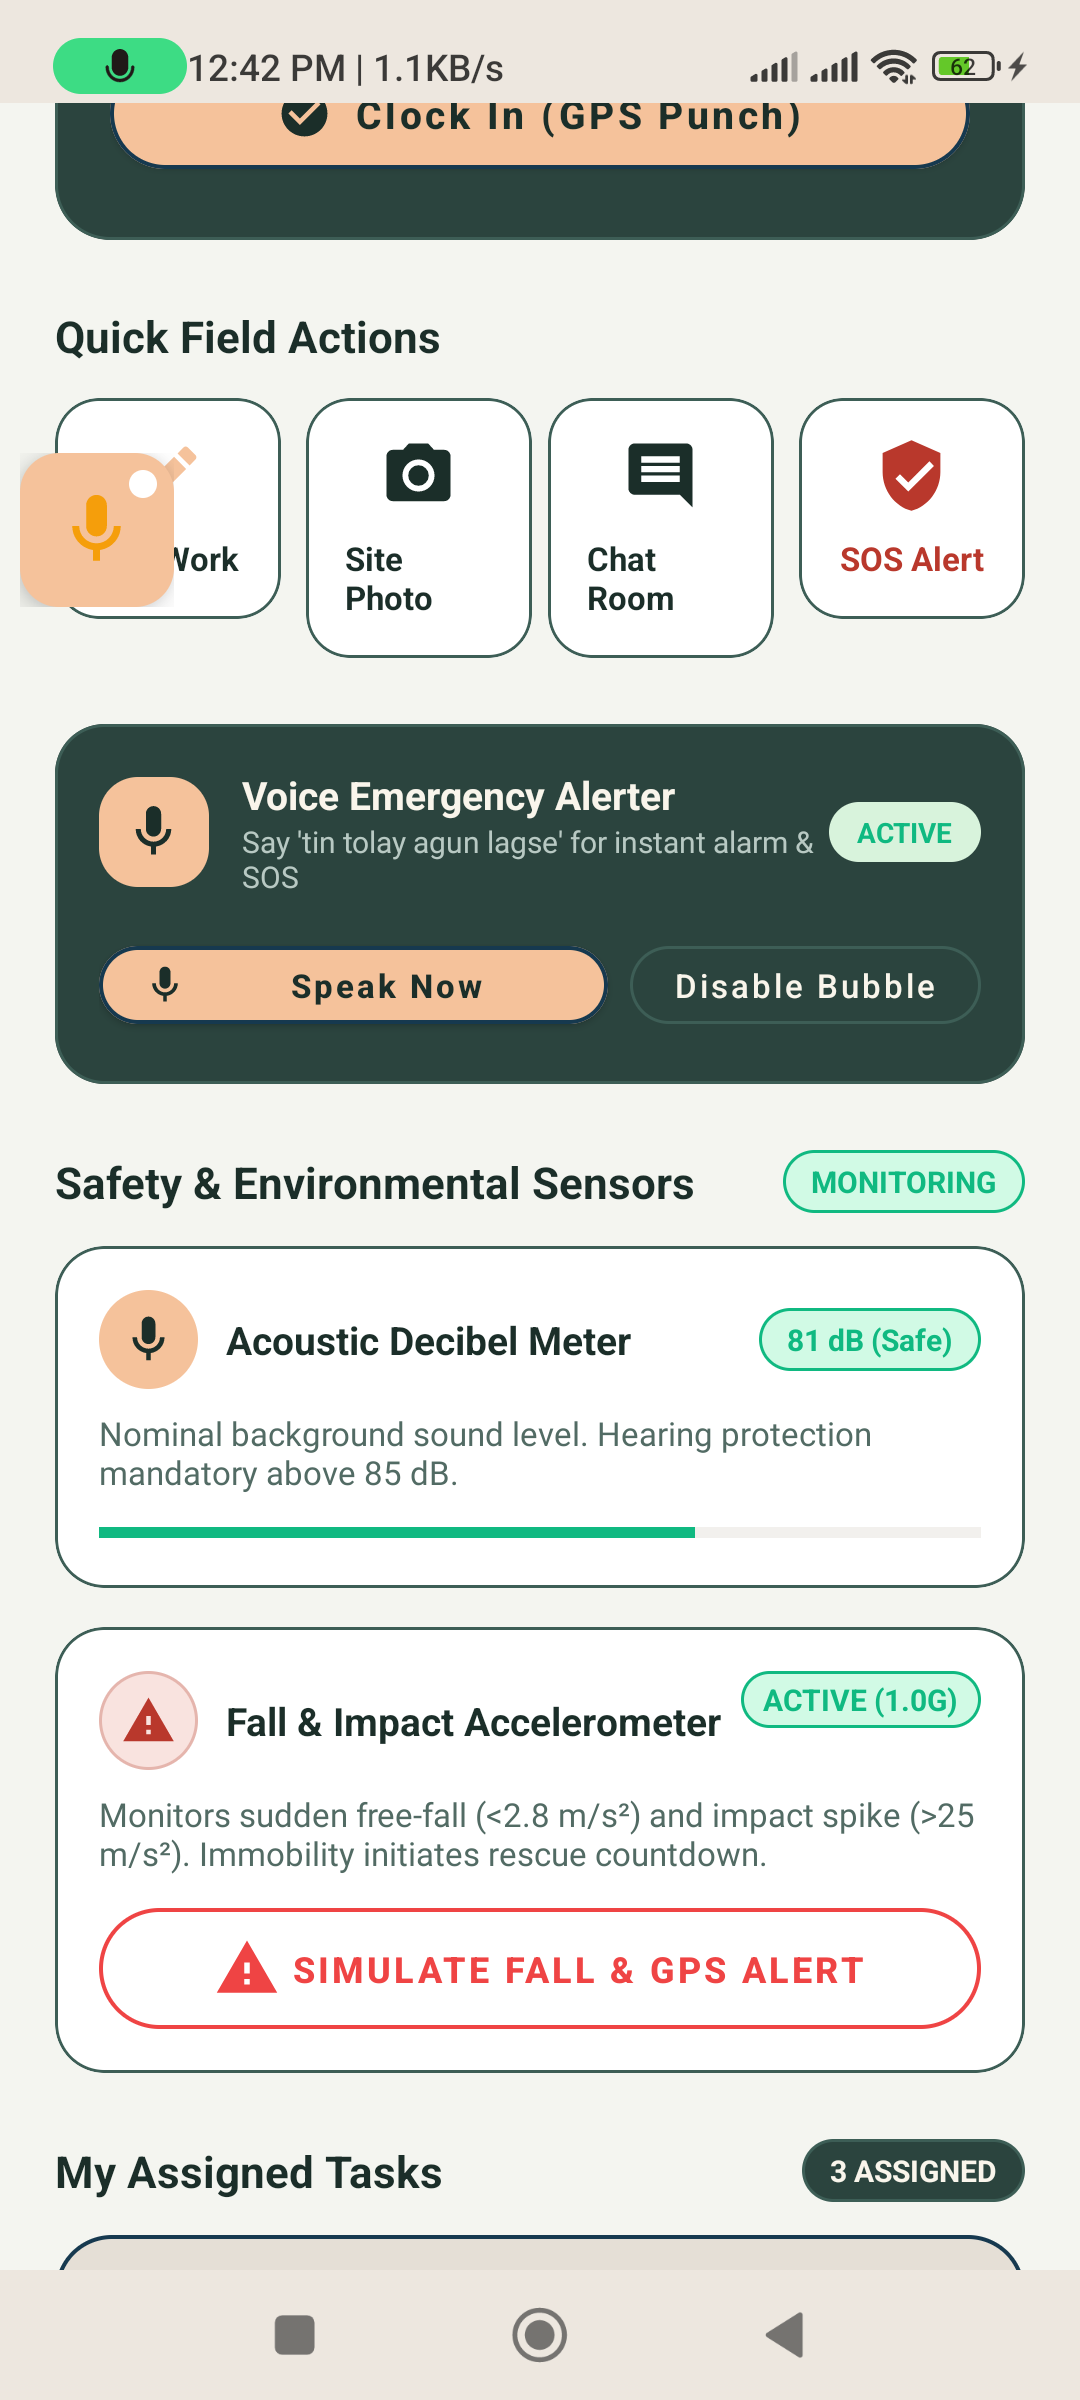 12:42 PM | 1.1KB/s
62
Clock In (GPS Punch)
Quick Field Actions
Work
Site
Photo
Chat
Room
SOS Alert
Voice Emergency Alerter
Say 'tin tolay agun lagse' for instant alarm &
SOS
ACTIVE
Speak Now
Disable Bubble
Safety & Environmental Sensors
MONITORING
Acoustic Decibel Meter
81 dB (Safe)
Nominal background sound level. Hearing protection
mandatory above 85 dB.
Fall & Impact Accelerometer
ACTIVE (1.0G)
Monitors sudden free-fall (<2.8 m/s²) and impact spike (>25
m/s²). Immobility initiates rescue countdown.
SIMULATE FALL & GPS ALERT
My Assigned Tasks
3 ASSIGNED